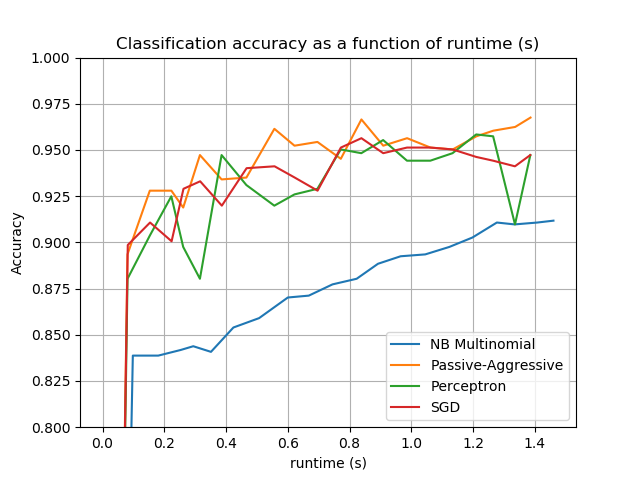 Classification accuracy as a function of runtime (s)
1.000
0.975
0.950
0.925
0.900
0.875
0.850
0.825
0.800
Accuracy
NB Multinomial
Passive-Aggressive
Perceptron
SGD
0.0 0.2 0.4 0.6 0.8 1.0 1.2 1.4
runtime (s)